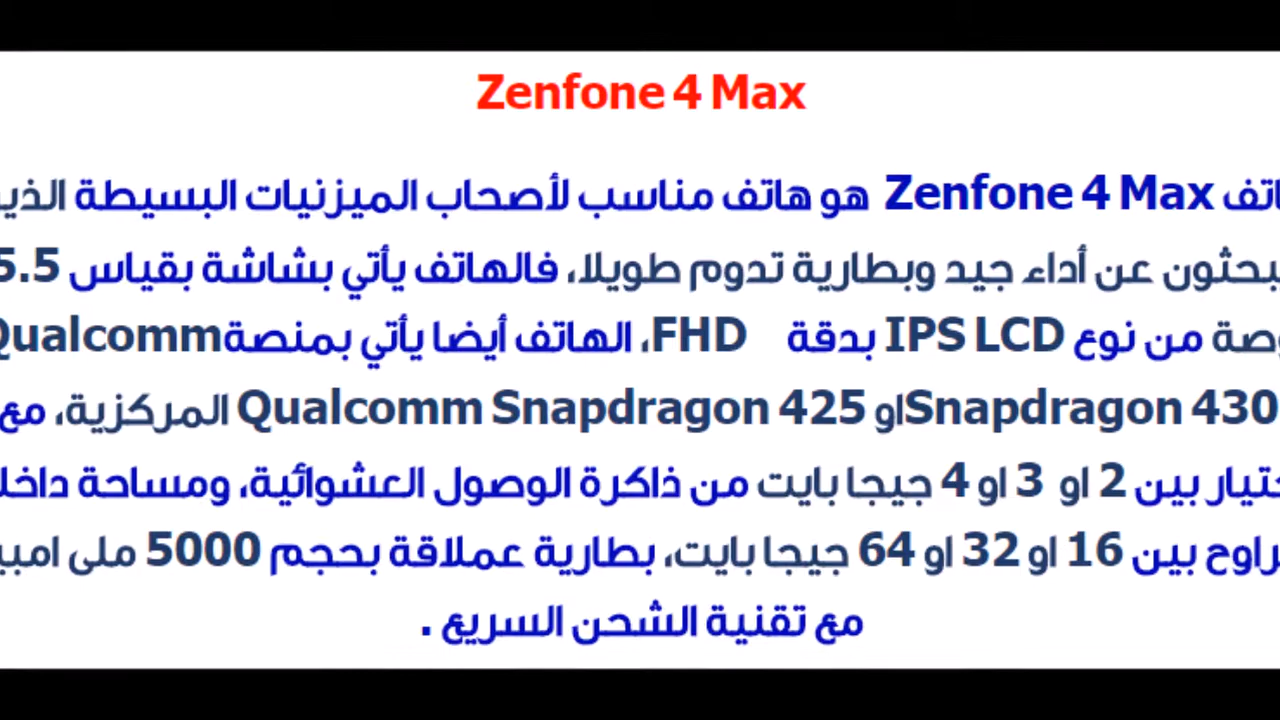 Zenfone 4 Max
اتف Zenfone 4 Max هو هاتف مناسب لأصحاب الميزنيات البسيطة الذي
بحثون عن أداء جيد وبطارية تدوم طويلا، فالهاتف يأتي بشاشة بقياس 5.5
وصة من نوع IPS LCD بدقة FHD، الهاتف أيضا يأتي بمنصة Qualcomm
Snapdragon 430 او Qualcomm Snapdragon 425 المركزية، مع
ختيار بين 2 او 3 او 4 جيجا بايت من ذاكرة الوصول العشوائية، ومساحة داخل
راوح بين 16 او 32 او 64 جيجا بايت، بطارية عملاقة بحجم 5000 ملى امبي
مع تقنية الشحن السريع .